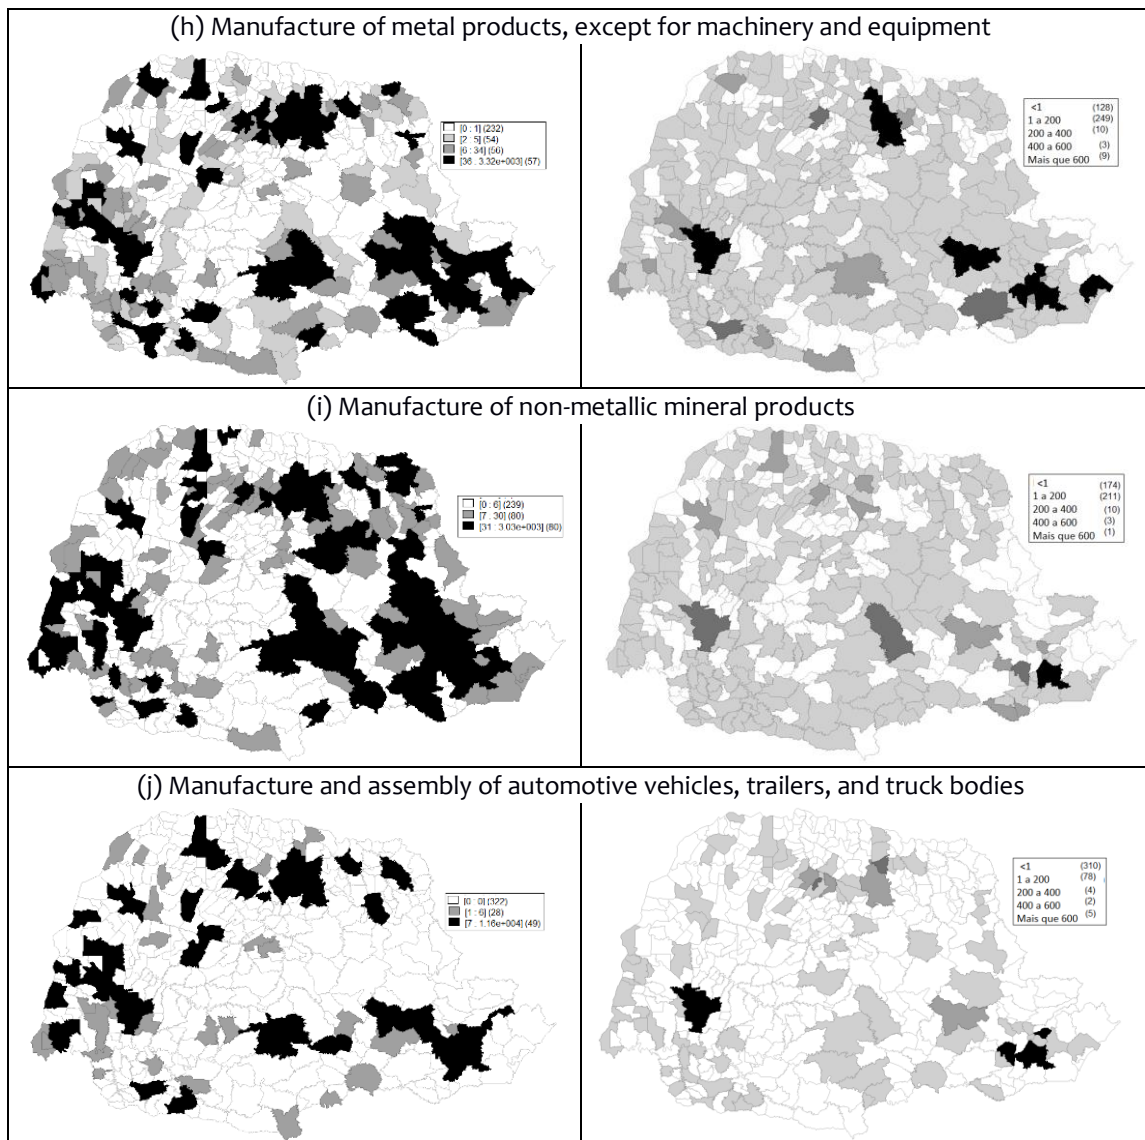 (h) Manufacture of metal products, except for machinery and equipment
[0 : 1] (232)
[2 : 5] (54)
[6 : 34] (56)
[36 : 3.32e+003] (57)
<1 (128)
1 a 200 (249)
200 a 400 (10)
400 a 600 (3)
Mais que 600 (9)
(i) Manufacture of non-metallic mineral products
[0 : 6] (239)
[7 : 30] (80)
[31 : 3.03e+003] (80)
<1 (174)
1 a 200 (211)
200 a 400 (10)
400 a 600 (3)
Mais que 600 (1)
(j) Manufacture and assembly of automotive vehicles, trailers, and truck bodies
[0 : 0] (322)
[1 : 6] (28)
[7 : 1.16e+004] (49)
<1 (310)
1 a 200 (78)
200 a 400 (4)
400 a 600 (2)
Mais que 600 (5)